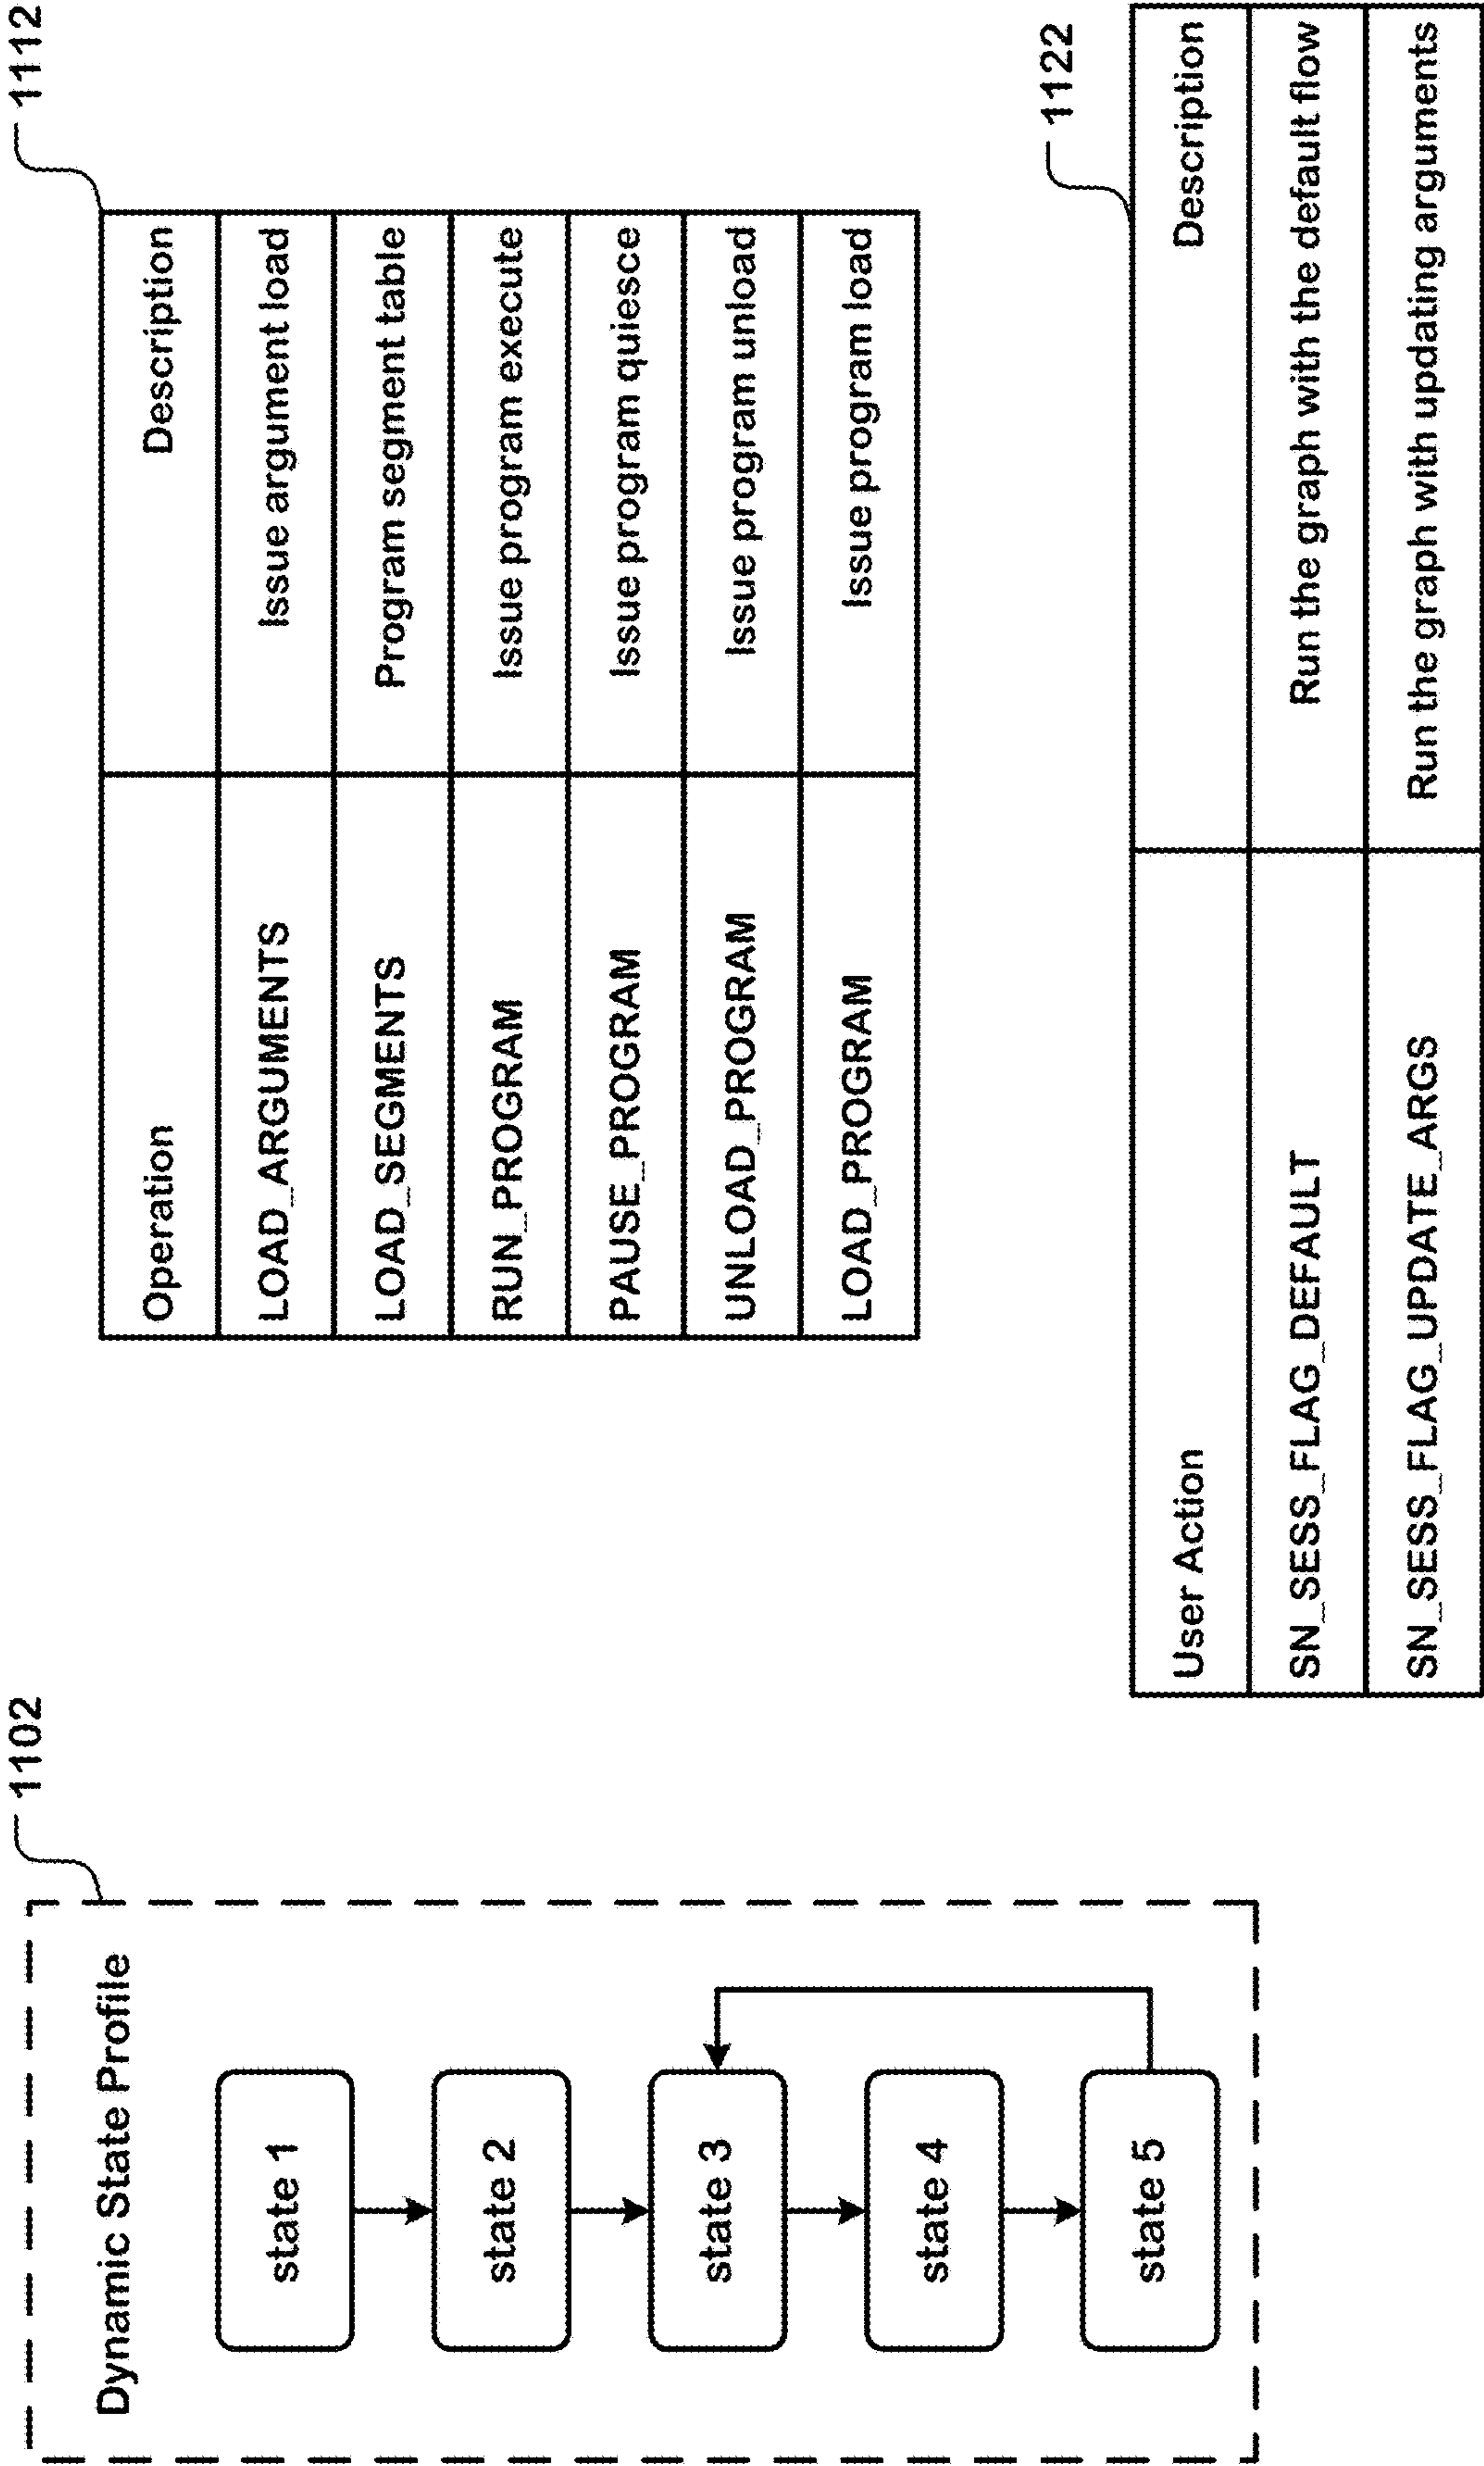 1102
Dynamic State Profile
state 1
state 2
state 3
state 4
state 5
1112
Operation Description
LOAD_ARGUMENTS Issue argument load
LOAD_SEGMENTS Program segment table
RUN_PROGRAM Issue program execute
PAUSE_PROGRAM Issue program quiesce
UNLOAD_PROGRAM Issue program unload
LOAD_PROGRAM Issue program load
1122
User Action Description
SN_SESS_FLAG_DEFAULT Run the graph with the default flow
SN_SESS_FLAG_UPDATE_ARGS Run the graph with updating arguments